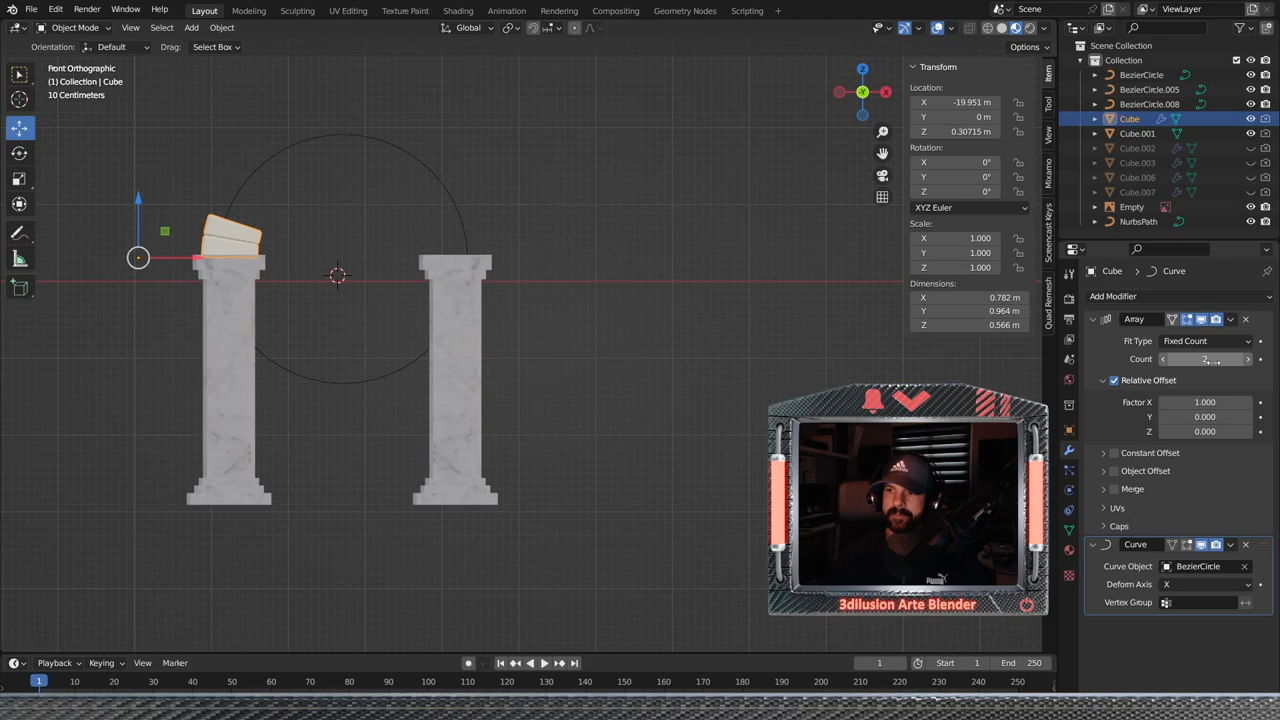 File Edit Render Window Help Layout Modeling Sculpting UV Editing Texture Paint Shading Animation Rendering Compositing Geometry Nodes Scripting Scene ViewLayer
Object Mode View Select Add Object Global
Orientation: Default Drag: Select Box Options
Front Orthographic
(1) Collection | Cube
10 Centimeters
Z
-Y
X
Transform
Location:
X -19.951 m
Y 0 m
Z 0.30715 m
Rotation:
X 0°
Y 0°
Z 0°
XYZ Euler
Scale:
X 1.000
Y 1.000
Z 1.000
Dimensions:
X 0.782 m
Y 0.964 m
Z 0.566 m
Item
Tool
View
Mixamo
Screencast Keys
Quad Remesh
Scene Collection
Collection
BezierCircle
BezierCircle.005
BezierCircle.008
Cube
Cube.001
Cube.002
Cube.003
Cube.006
Cube.007
Empty
NurbsPath
Cube Curve
Add Modifier
Array
Fit Type Fixed Count
Count 2
Relative Offset
Factor X 1.000
Y 0.000
Z 0.000
Constant Offset
Object Offset
Merge
UVs
Caps
Curve
Curve Object BezierCircle
Deform Axis X
Vertex Group
adidas
PUMA
3dilusion Arte Blender
Playback Keying View Marker 1 Start 1 End 250
1 10 20 30 40 50 60 70 80 90 100 110 120 130 140 150 160 170 180 190 200 210 220 230 240 250